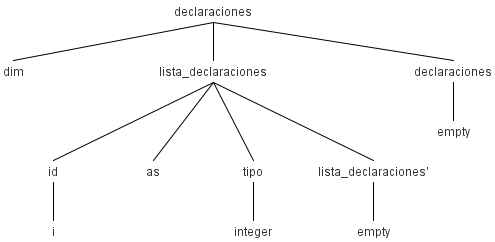 declaraciones
dim lista_declaraciones declaraciones
empty
id as tipo lista_declaraciones'
i integer empty